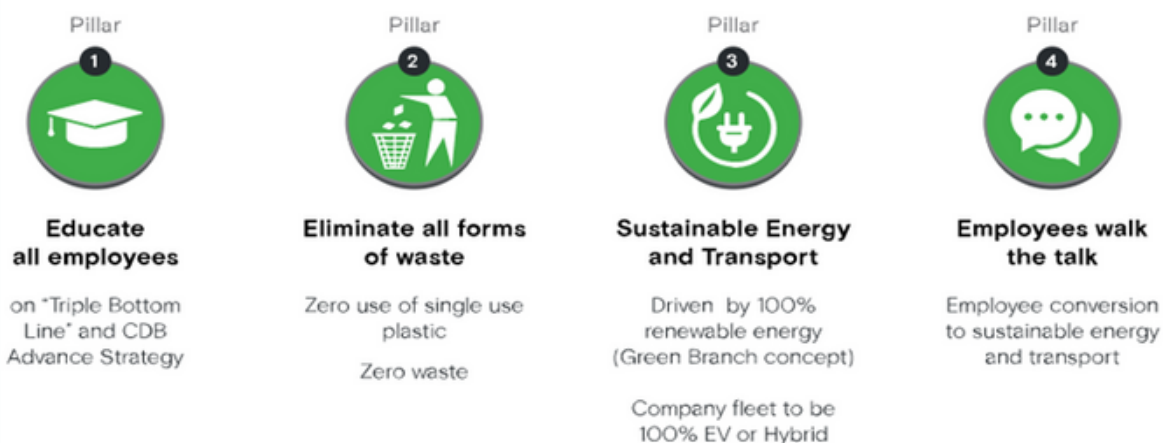 Pillar
1
Educate
all employees
on "Triple Bottom
Line" and CDB
Advance Strategy
Pillar
2
Eliminate all forms
of waste
Zero use of single use
plastic
Zero waste
Pillar
3
Sustainable Energy
and Transport
Driven by 100%
renewable energy
(Green Branch concept)
Company fleet to be
100% EV or Hybrid
Pillar
4
Employees walk
the talk
Employee conversion
to sustainable energy
and transport